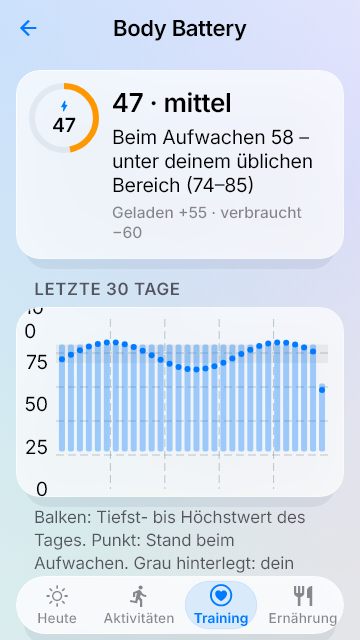 Body Battery
47
47 · mittel
Beim Aufwachen 58 –
unter deinem üblichen
Bereich (74–85)
Geladen +55 · verbraucht
−60
LETZTE 30 TAGE
10
0
75
50
25
0
Balken: Tiefst- bis Höchstwert des
Tages. Punkt: Stand beim
Aufwachen. Grau hinterlegt: dein
Heute
Aktivitäten
Training
Ernährung